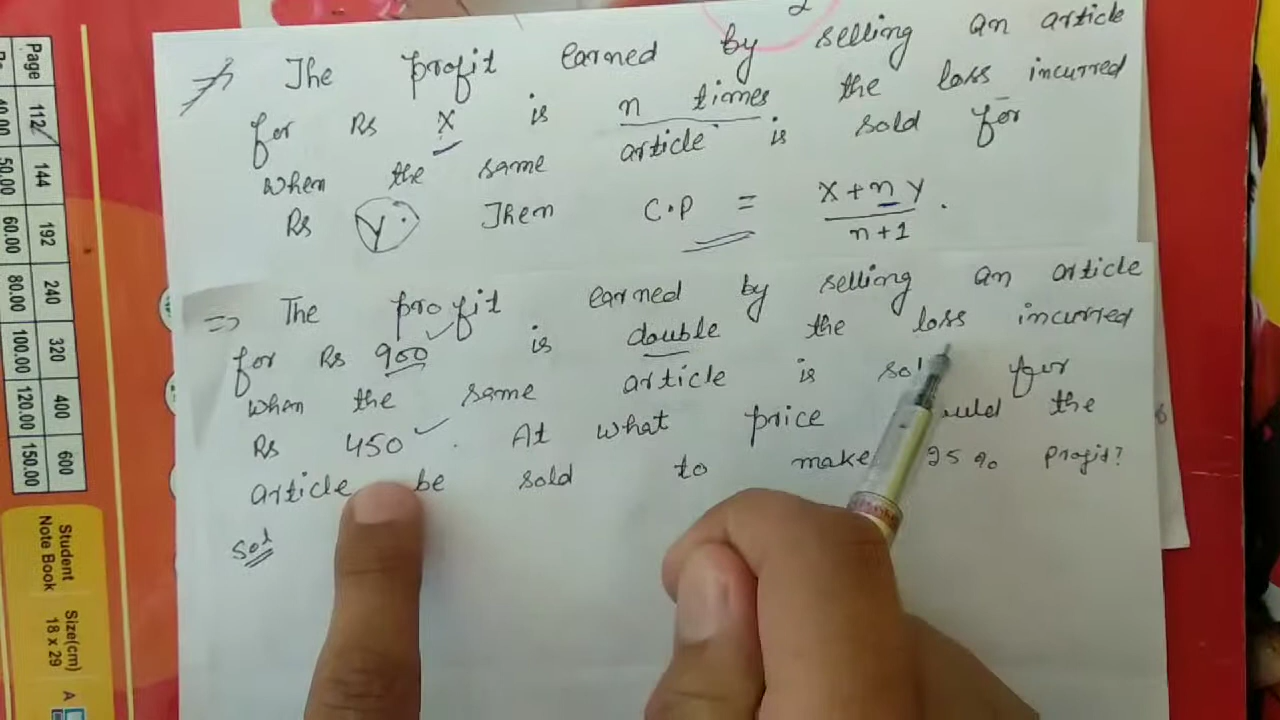 The profit earned by selling an article
for Rs X is n times the loss incurred
when the same article is sold for
Rs Y. Then C.P = X+nY / n+1 .
=> The profit earned by selling an article
for Rs 900 is double the loss incurred
when the same article is sol for
Rs 450 . At what price uld the
article be sold to make 25% profit?
Sol
Page 112 144 192 240 320 400 600
40.00 50.00 60.00 80.00 100.00 120.00 150.00
Student
Note Book
Size(cm)
18 x 29
A